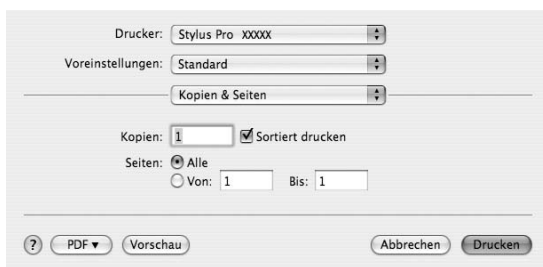 Drucker: Stylus Pro XXXXX
Voreinstellungen: Standard
Kopien & Seiten
Kopien: 1 Sortiert drucken
Seiten: Alle
Von: 1 Bis: 1
? PDF ▼ Vorschau Abbrechen Drucken